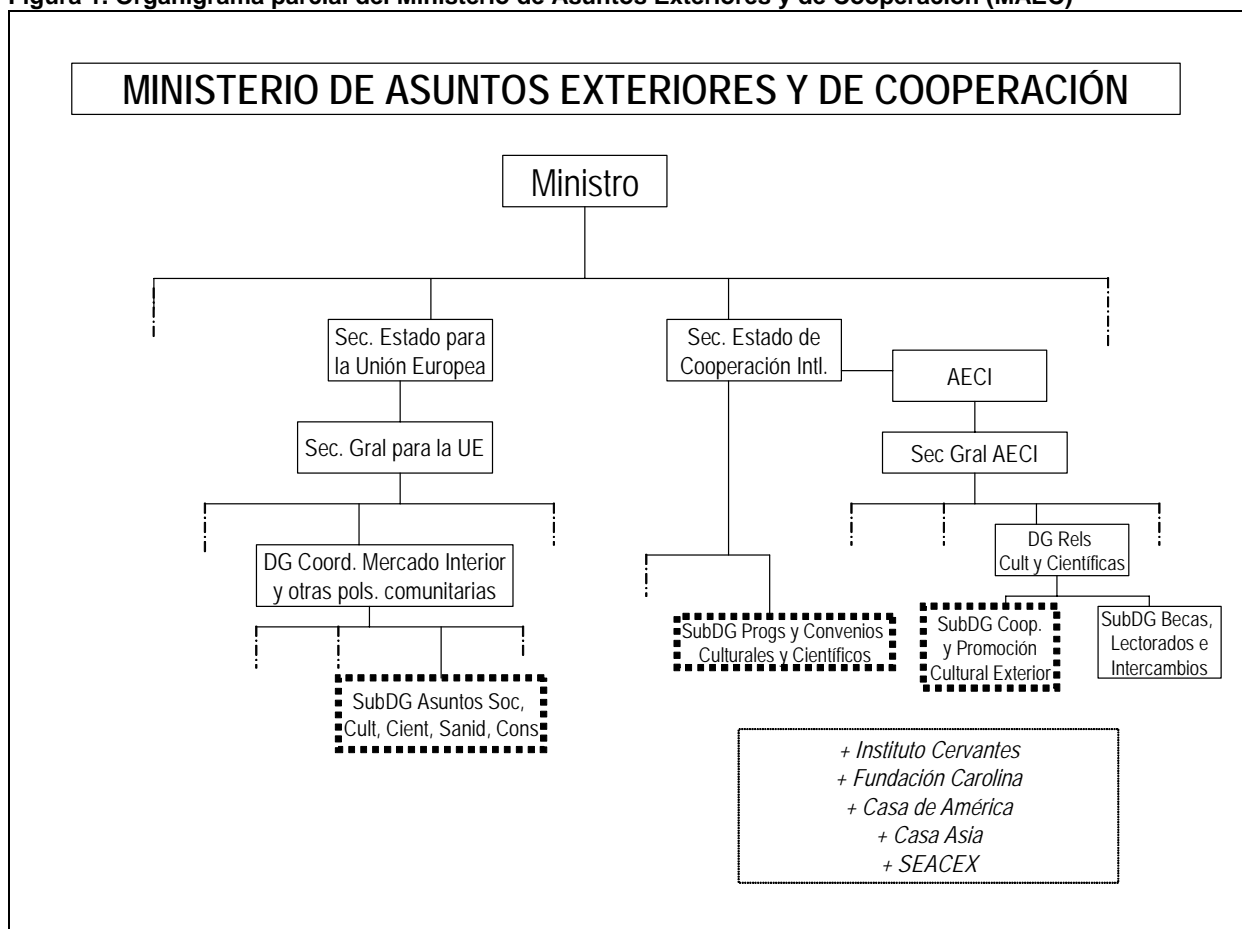 Figura 1. Organigrama parcial del Ministerio de Asuntos Exteriores y de Cooperación (MAEC)
MINISTERIO DE ASUNTOS EXTERIORES Y DE COOPERACIÓN
Ministro
Sec. Estado para
la Unión Europea
Sec. Estado de
Cooperación Intl.
AECI
Sec. Gral para la UE
Sec Gral AECI
DG Coord. Mercado Interior
y otras pols. comunitarias
DG Rels
Cult y Científicas
SubDG Asuntos Soc,
Cult, Cient, Sanid, Cons
SubDG Progs y Convenios
Culturales y Científicos
SubDG Coop.
y Promoción
Cultural Exterior
SubDG Becas,
Lectorados e
Intercambios
+ Instituto Cervantes
+ Fundación Carolina
+ Casa de América
+ Casa Asia
+ SEACEX